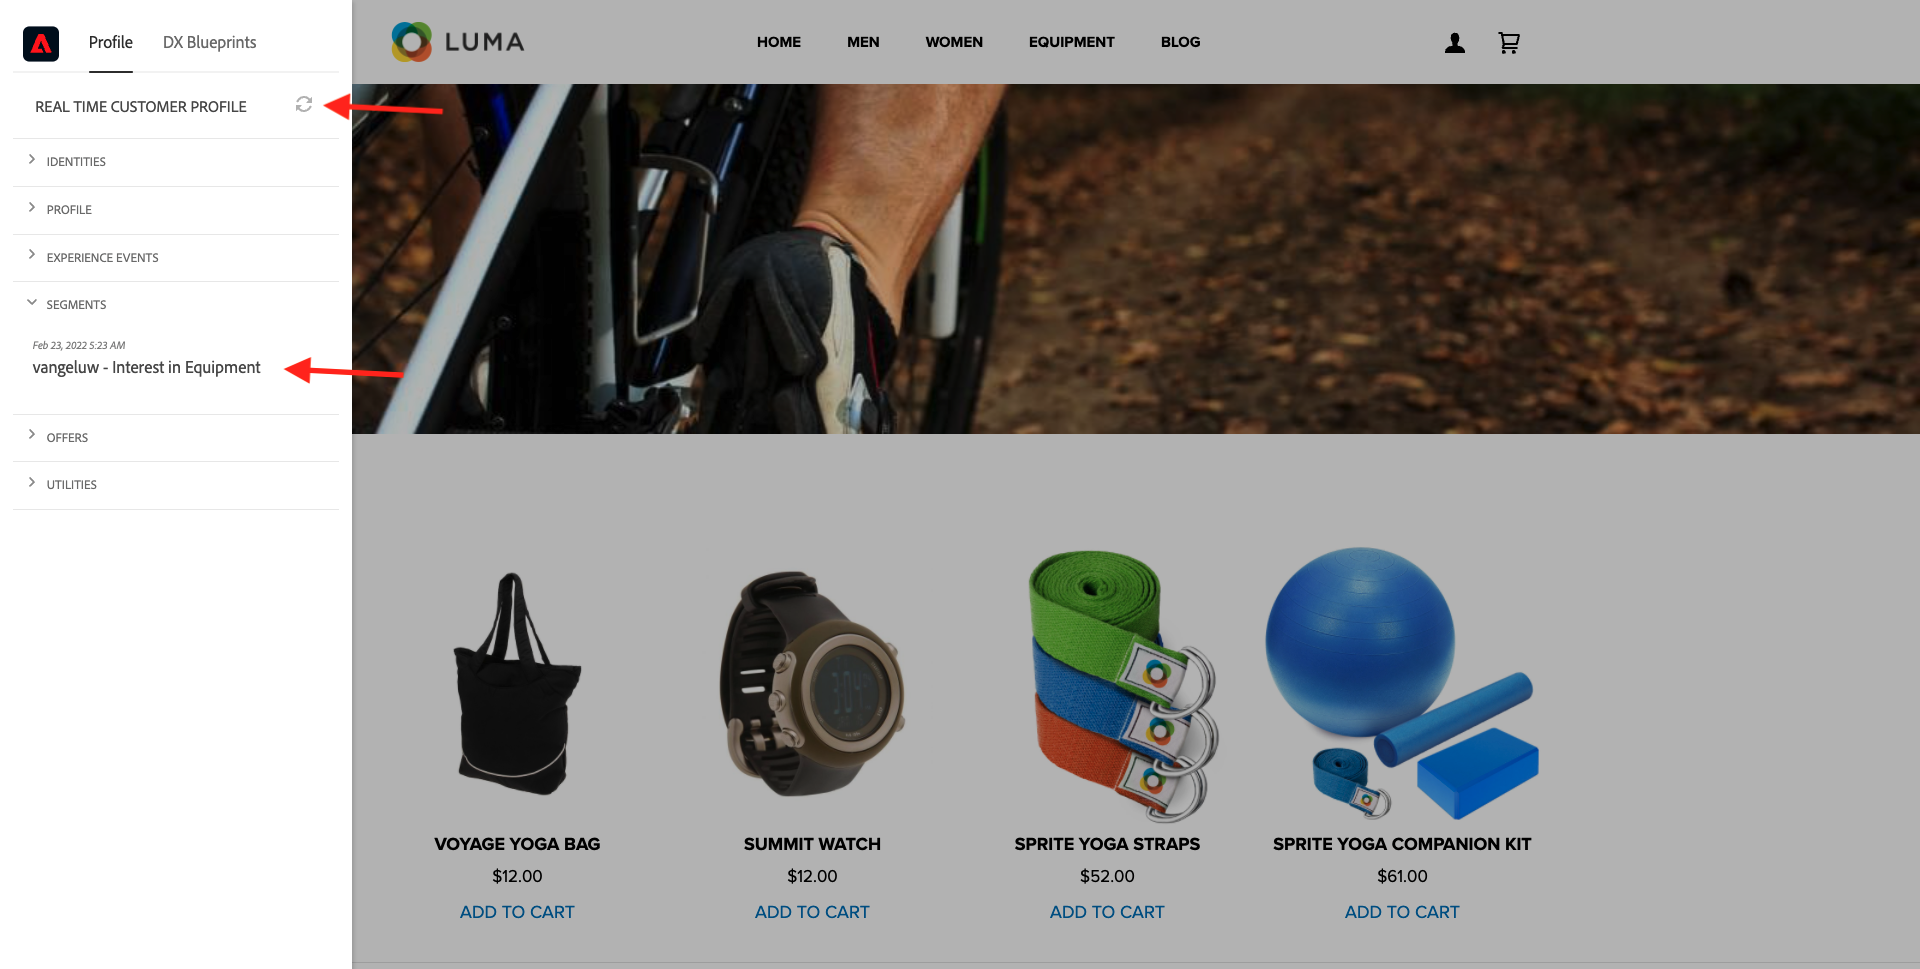 Profile
DX Blueprints
REAL TIME CUSTOMER PROFILE
IDENTITIES
PROFILE
EXPERIENCE EVENTS
SEGMENTS
Feb 23, 2022 5:23 AM
vangeluw - Interest in Equipment
OFFERS
UTILITIES
LUMA
HOME
MEN
WOMEN
EQUIPMENT
BLOG
VOYAGE YOGA BAG
$12.00
ADD TO CART
SUMMIT WATCH
$12.00
ADD TO CART
SPRITE YOGA STRAPS
$52.00
ADD TO CART
SPRITE YOGA COMPANION KIT
$61.00
ADD TO CART